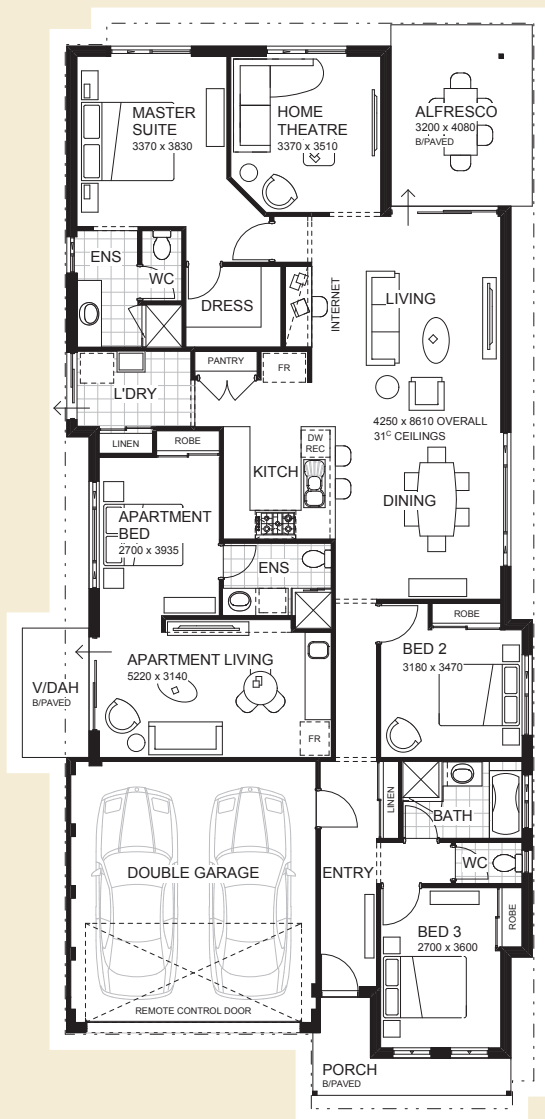 MASTER
SUITE
3370 x 3830
HOME
THEATRE
3370 x 3510
ALFRESCO
3200 x 4080
B/PAVED
ENS
WC
DRESS
INTERNET
LIVING
PANTRY
FR
L'DRY
4250 x 8610 OVERALL
31C CEILINGS
LINEN
ROBE
DW
REC
KITCH
DINING
APARTMENT
BED
2700 x 3935
ENS
ROBE
APARTMENT LIVING
5220 x 3140
BED 2
3180 x 3470
V/DAH
B/PAVED
FR
LINEN
BATH
DOUBLE GARAGE
ENTRY
WC
ROBE
BED 3
2700 x 3600
REMOTE CONTROL DOOR
PORCH
B/PAVED